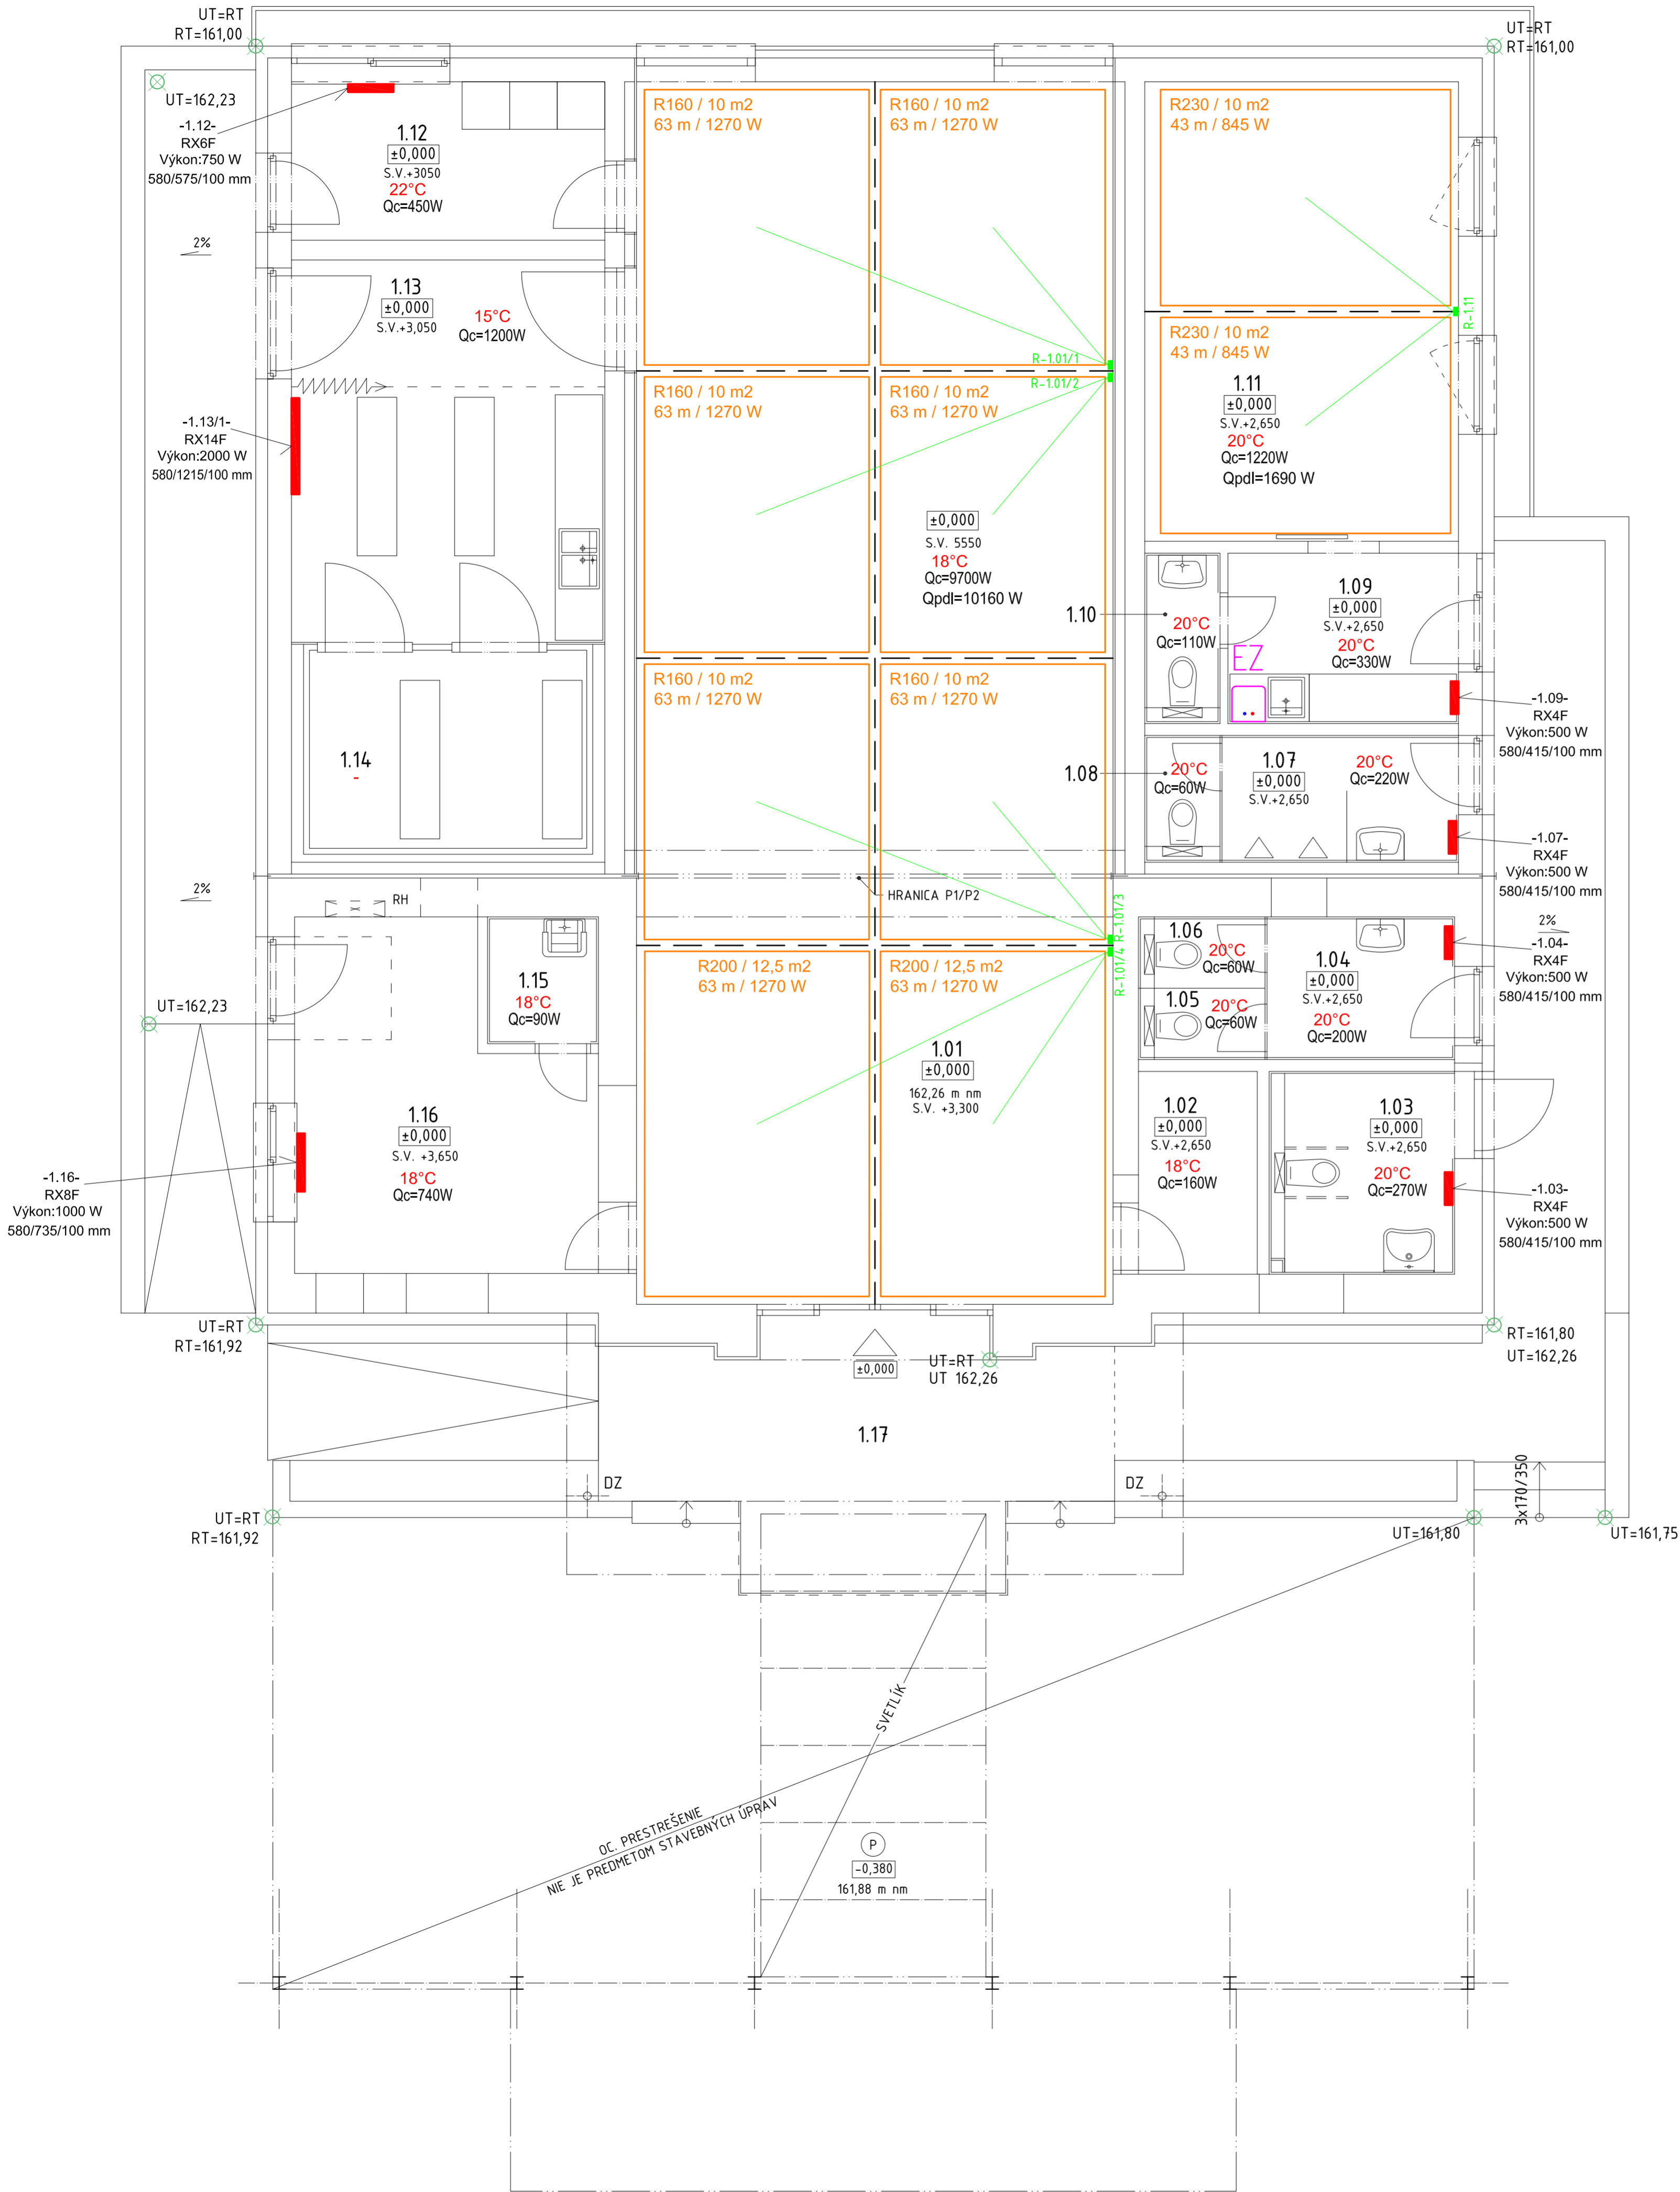 UT=RT
RT=161,00
UT=RT
RT=161,00
UT=162,23
-1.12-
RX6F
Výkon:750 W
580/575/100 mm
1.12
±0,000
S.V.+3050
22°C
Qc=450W
R160 / 10 m2
63 m / 1270 W
R160 / 10 m2
63 m / 1270 W
R230 / 10 m2
43 m / 845 W
2%
1.13
±0,000
S.V.+3,050
15°C
Qc=1200W
R-1.11
R-1.01/1
R-1.01/2
R230 / 10 m2
43 m / 845 W
R160 / 10 m2
63 m / 1270 W
R160 / 10 m2
63 m / 1270 W
1.11
±0,000
S.V.+2,650
20°C
Qc=1220W
Qpdl=1690 W
-1.13/1-
RX14F
Výkon:2000 W
580/1215/100 mm
±0,000
S.V. 5550
18°C
Qc=9700W
Qpdl=10160 W
1.10
20°C
Qc=110W
1.09
±0,000
S.V.+2,650
20°C
Qc=330W
EZ
R160 / 10 m2
63 m / 1270 W
R160 / 10 m2
63 m / 1270 W
-1.09-
RX4F
Výkon:500 W
580/415/100 mm
1.14
-
1.08
20°C
Qc=60W
1.07
±0,000
S.V.+2,650
20°C
Qc=220W
-1.07-
RX4F
Výkon:500 W
580/415/100 mm
2%
RH
HRANICA P1/P2
R-1.01/3
R-1.01/4
2%
-1.04-
RX4F
Výkon:500 W
580/415/100 mm
1.06
20°C
Qc=60W
1.05
20°C
Qc=60W
1.04
±0,000
S.V.+2,650
20°C
Qc=200W
R200 / 12,5 m2
63 m / 1270 W
R200 / 12,5 m2
63 m / 1270 W
1.15
18°C
Qc=90W
UT=162,23
1.01
±0,000
162,26 m nm
S.V. +3,300
1.16
±0,000
S.V. +3,650
18°C
Qc=740W
1.02
±0,000
S.V.+2,650
18°C
Qc=160W
1.03
±0,000
S.V.+2,650
20°C
Qc=270W
-1.16-
RX8F
Výkon:1000 W
580/735/100 mm
-1.03-
RX4F
Výkon:500 W
580/415/100 mm
UT=RT
RT=161,92
±0,000
UT=RT
UT 162,26
RT=161,80
UT=162,26
1.17
DZ
DZ
3x170/350
UT=RT
RT=161,92
UT=161,80
UT=161,75
SVETLÍK
OC. PRESTREŠENIE
NIE JE PREDMETOM STAVEBNÝCH ÚPRAV
P
-0,380
161,88 m nm